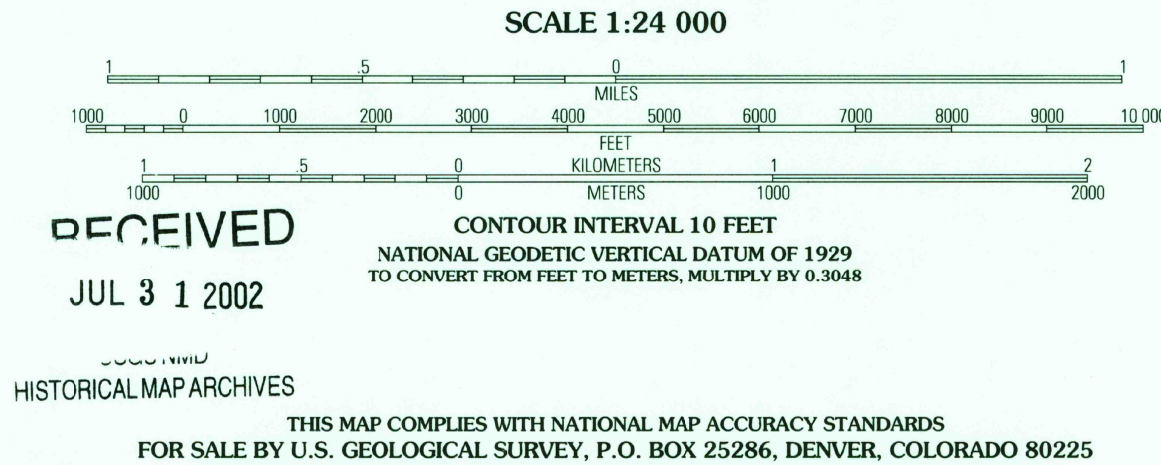 SCALE 1:24 000
1 .5 0 1
MILES
1000 0 1000 2000 3000 4000 5000 6000 7000 8000 9000 10 000
FEET
1 .5 0 KILOMETERS 1 2
1000 0 METERS 1000 2000
CONTOUR INTERVAL 10 FEET
NATIONAL GEODETIC VERTICAL DATUM OF 1929
TO CONVERT FROM FEET TO METERS, MULTIPLY BY 0.3048
RECEIVED
JUL 3 1 2002
NMD
HISTORICAL MAP ARCHIVES
THIS MAP COMPLIES WITH NATIONAL MAP ACCURACY STANDARDS
FOR SALE BY U.S. GEOLOGICAL SURVEY, P.O. BOX 25286, DENVER, COLORADO 80225